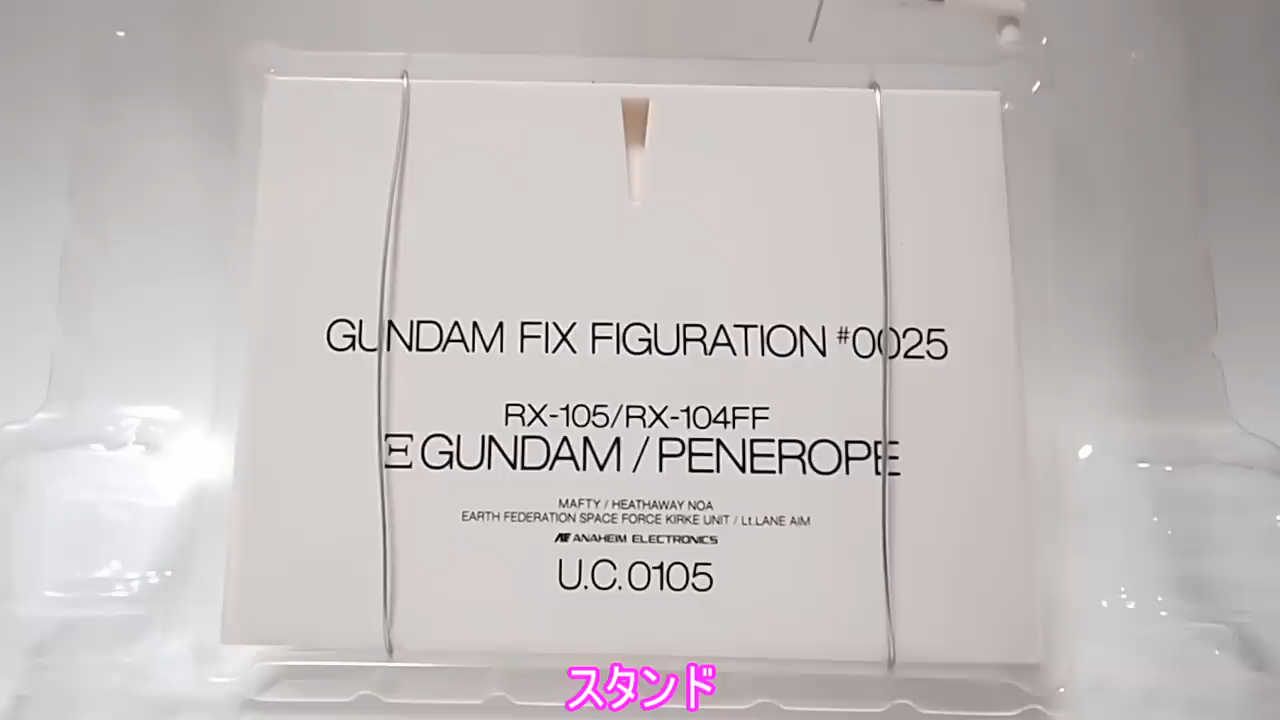 GUNDAM FIX FIGURATION #0025
RX-105/RX-104FF
Ξ GUNDAM / PENEROPE
MAFTY / HEATHAWAY NOA
EARTH FEDERATION SPACE FORCE KIRKE UNIT / Lt.LANE AIM
AE ANAHEIM ELECTRONICS
U.C.0105
スタンド